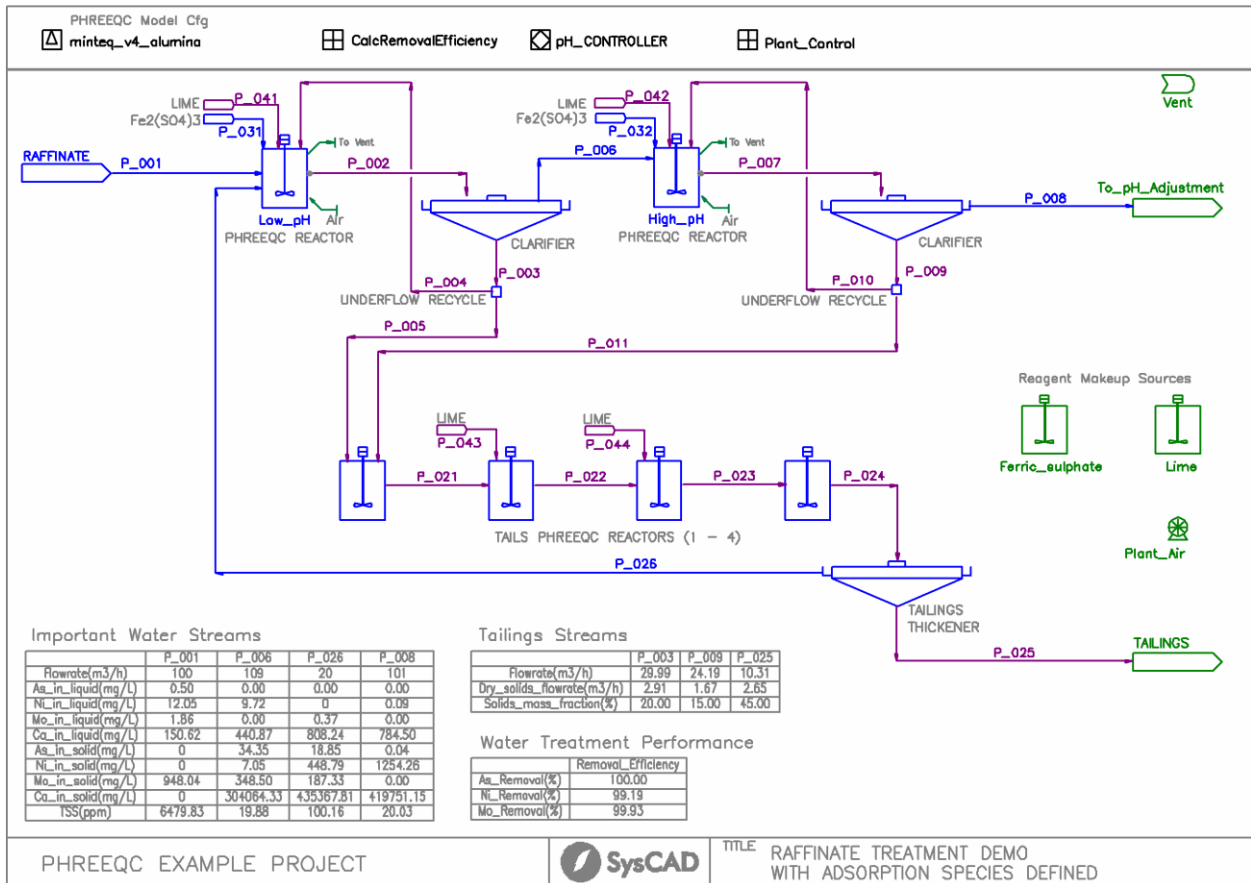 PHREEQC Model Cfg
minteq_v4_alumina
CalcRemovalEfficiency
pH_CONTROLLER
Plant_Control
Vent
LIME
P_041
Fe2(SO4)3
P_031
To Vent
RAFFINATE
P_001
P_002
Low_pH
Air
PHREEQC REACTOR
CLARIFIER
P_003
P_004
UNDERFLOW RECYCLE
P_005
P_006
LIME
P_042
Fe2(SO4)3
P_032
To Vent
P_007
High_pH
Air
PHREEQC REACTOR
CLARIFIER
P_008
To_pH_Adjustment
P_009
P_010
UNDERFLOW RECYCLE
P_011
Reagent Makeup Sources
Ferric_sulphate
Lime
LIME
P_043
LIME
P_044
P_021
P_022
P_023
P_024
TAILS PHREEQC REACTORS (1 - 4)
Plant_Air
P_026
TAILINGS
THICKENER
P_025
TAILINGS
Important Water Streams
P_001 P_006 P_026 P_008
Flowrate(m3/h) 100 109 20 101
As_in_liquid(mg/L) 0.50 0.00 0.00 0.00
Ni_in_liquid(mg/L) 12.05 9.72 0 0.09
Mo_in_liquid(mg/L) 1.86 0.00 0.37 0.00
Ca_in_liquid(mg/L) 150.62 440.87 808.24 784.50
As_in_solid(mg/L) 0 34.35 18.85 0.04
Ni_in_solid(mg/L) 0 7.05 448.79 1254.26
Mo_in_solid(mg/L) 948.04 348.50 187.33 0.00
Ca_in_solid(mg/L) 0 304064.33 435367.81 419751.15
TSS(ppm) 6479.83 19.88 100.16 20.03
Tailings Streams
P_003 P_009 P_025
Flowrate(m3/h) 29.99 24.19 10.31
Dry_solids_flowrate(m3/h) 2.91 1.67 2.65
Solids_mass_fraction(%) 20.00 15.00 45.00
Water Treatment Performance
Removal_Efficiency
As_Removal(%) 100.00
Ni_Removal(%) 99.19
Mo_Removal(%) 99.93
PHREEQC EXAMPLE PROJECT
SysCAD
TITLE
RAFFINATE TREATMENT DEMO
WITH ADSORPTION SPECIES DEFINED